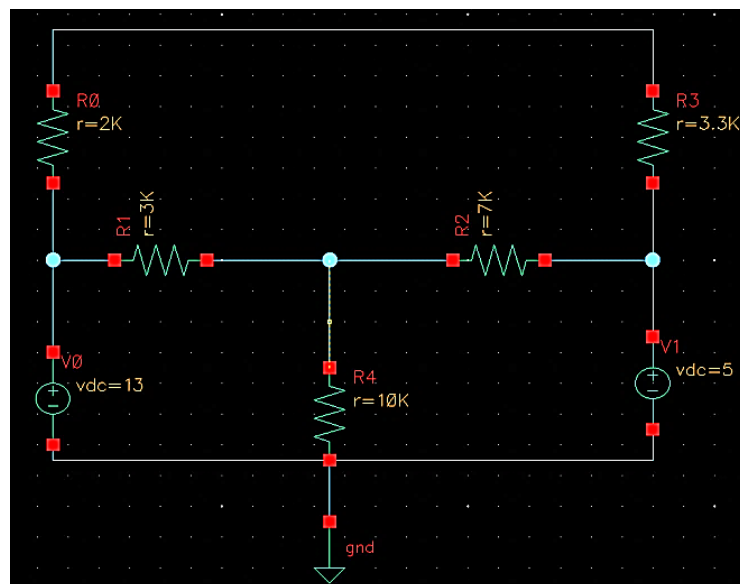 R0
r=2K
R3
r=3.3K
R1
r=3K
R2
r=7K
V0
vdc=13
R4
r=10K
V1
vdc=5
gnd